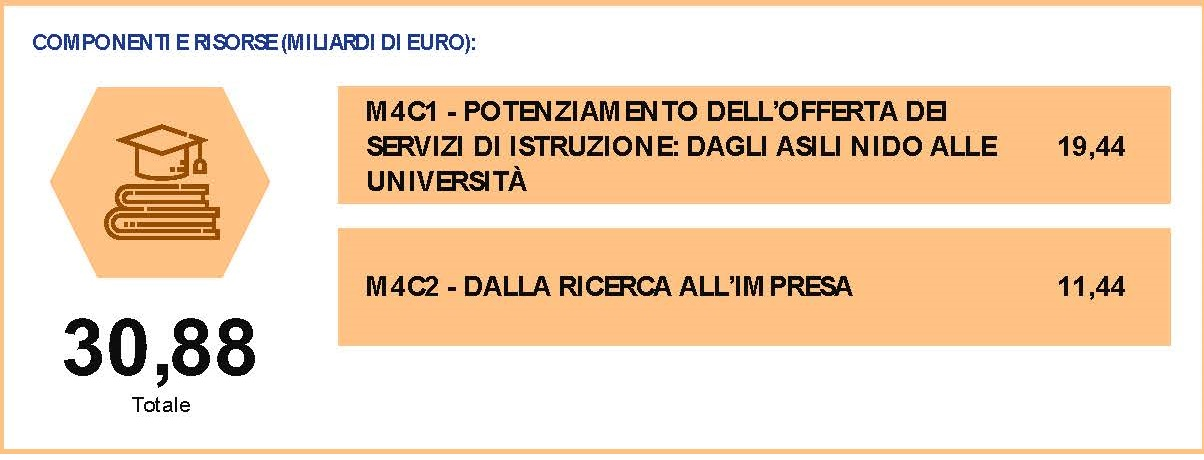 COMPONENTI E RISORSE (MILIARDI DI EURO):
M4C1 - POTENZIAMENTO DELL’OFFERTA DEI
SERVIZI DI ISTRUZIONE: DAGLI ASILI NIDO ALLE
UNIVERSITÀ
19,44
M4C2 - DALLA RICERCA ALL’IMPRESA
11,44
30,88
Totale